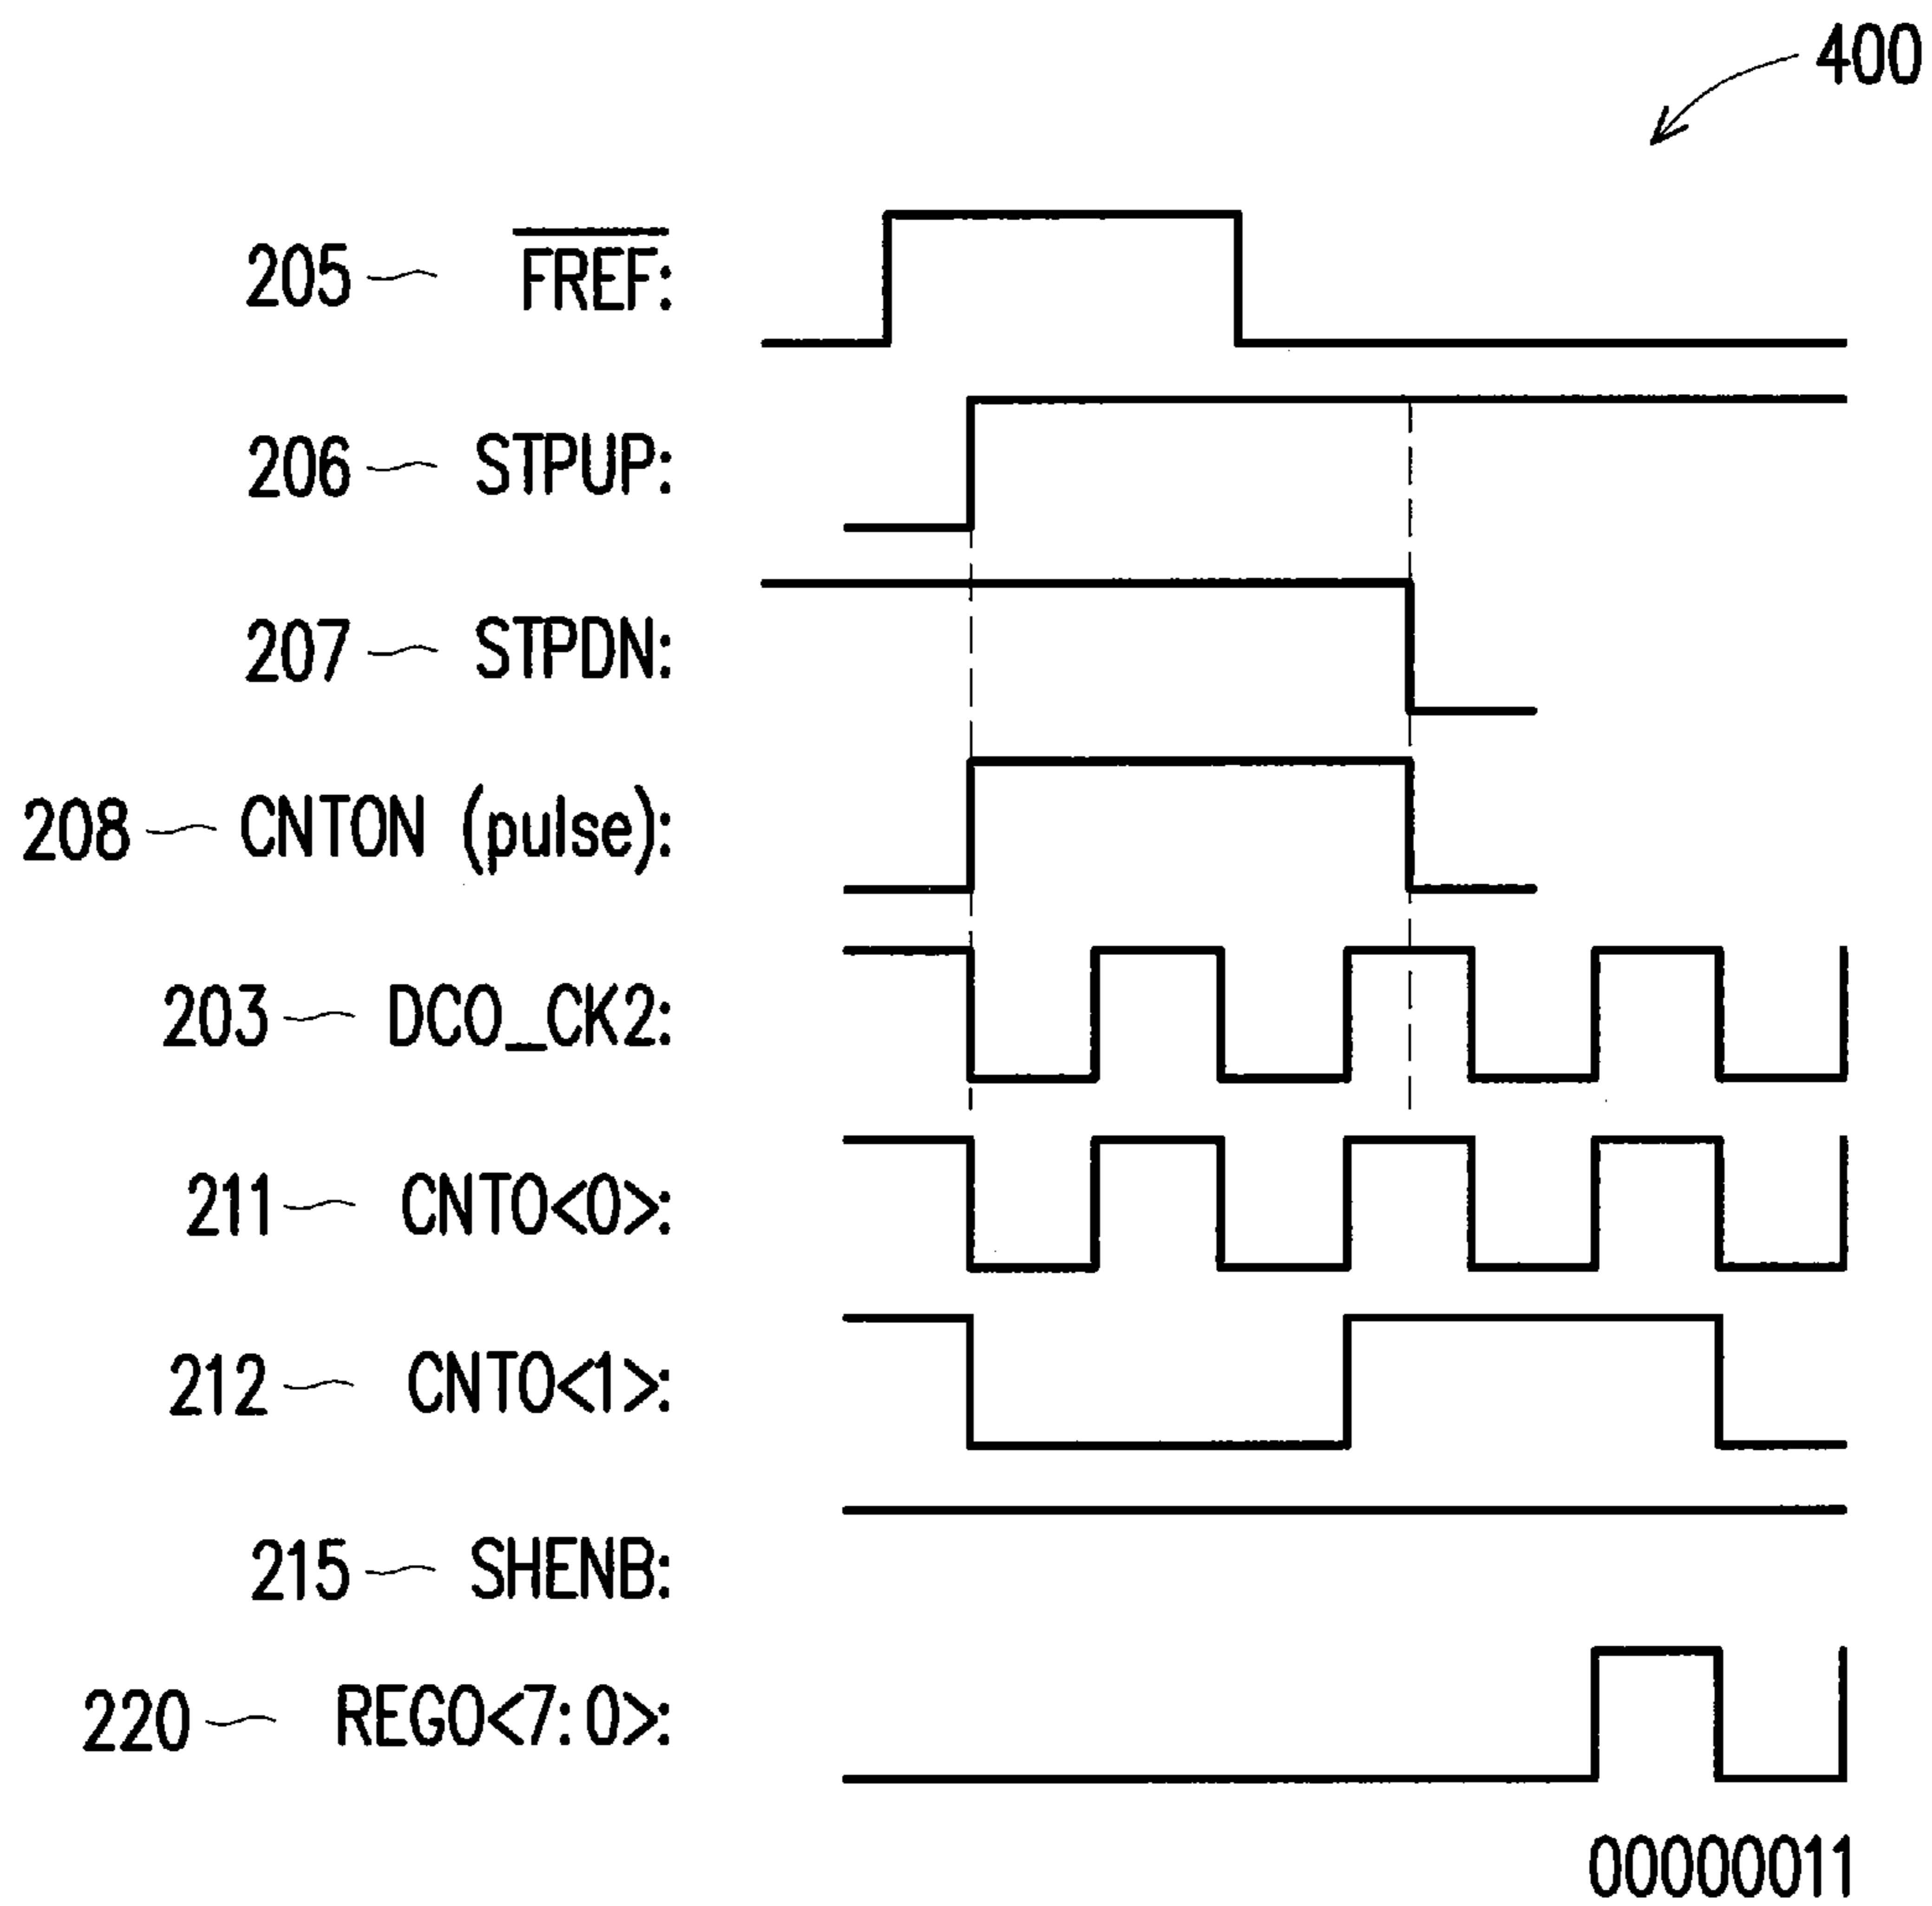 400
205 FREF:
206 STPUP:
207 STPDN:
208 CNTON (pulse):
203 DCO_CK2:
211 CNTO<0>:
212 CNTO<1>:
215 SHENB:
220 REGO<7:0>:
00000011